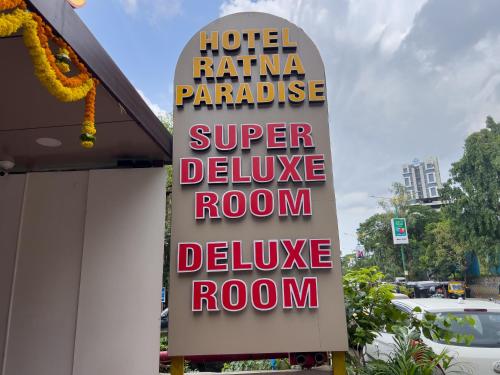 HOTEL
RATNA
PARADISE
SUPER
DELUXE
ROOM
DELUXE
ROOM